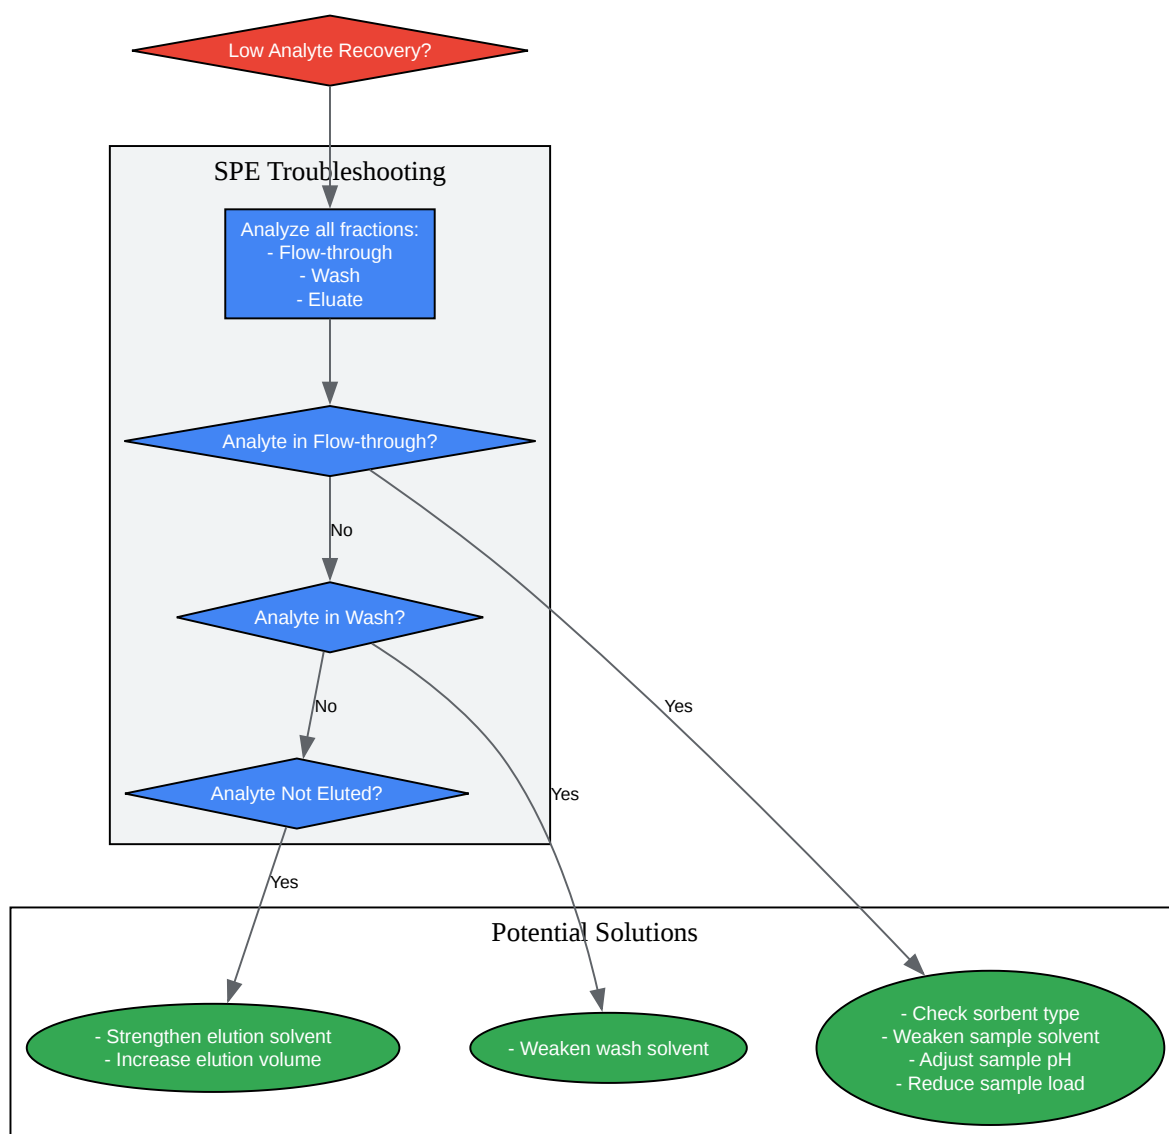 Low Analyte Recovery?
SPE Troubleshooting
Analyze all fractions:
- Flow-through
- Wash
- Eluate
Analyte in Flow-through?
No
Analyte in Wash?
Yes
No
Analyte Not Eluted?
Yes
Yes
Potential Solutions
- Strengthen elution solvent
- Increase elution volume
- Weaken wash solvent
- Check sorbent type
- Weaken sample solvent
- Adjust sample pH
- Reduce sample load